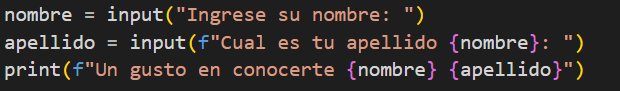 nombre = input("Ingrese su nombre: ")
apellido = input(f"Cual es tu apellido {nombre}: ")
print(f"Un gusto en conocerte {nombre} {apellido}")